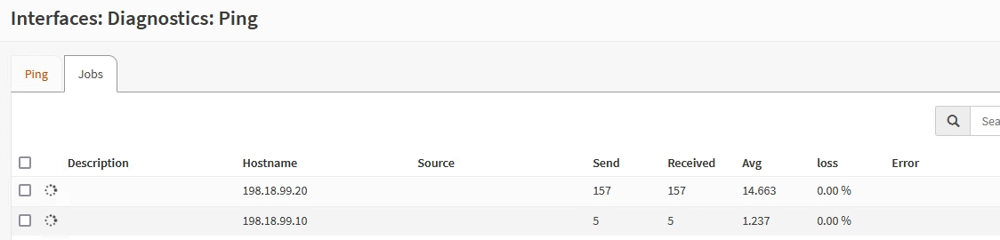 Interfaces: Diagnostics: Ping
Ping Jobs
Sea
Description Hostname Source Send Received Avg loss Error
198.18.99.20 157 157 14.663 0.00 %
198.18.99.10 5 5 1.237 0.00 %